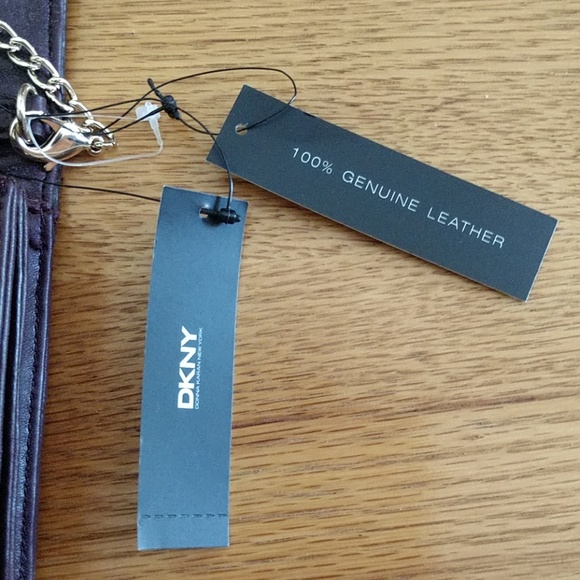 100% GENUINE LEATHER
DKNY
DONNA KARAN NEW YORK